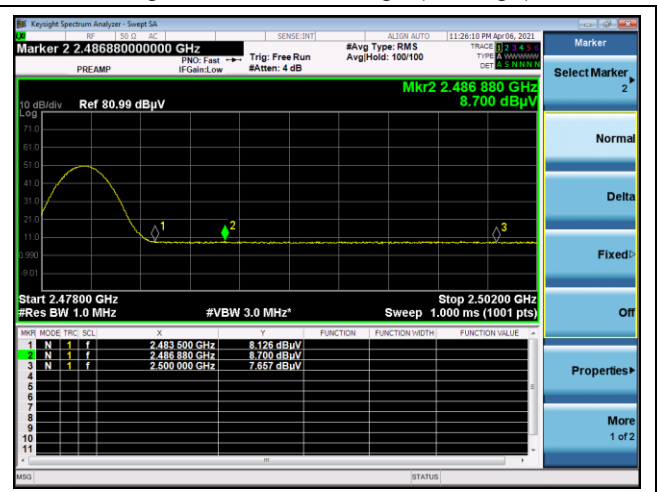 Keysight Spectrum Analyzer - Swept SA
RF 50 Ω AC SENSE:INT ALIGN AUTO 11:26:10 PM Apr 06, 2021
Marker 2 2.486880000000 GHz
PREAMP
PNO: Fast
IFGain:Low
Trig: Free Run
#Atten: 4 dB
#Avg Type: RMS
Avg|Hold: 100/100
TRACE 1 2 3 4 5 6
TYPE A WWWWW
DET A S N N N N
Mkr2 2.486 880 GHz
8.700 dBµV
10 dB/div Ref 80.99 dBµV
Log
71.0
61.0
51.0
41.0
31.0
21.0
11.0
0.990
-9.01
1
2
3
Start 2.47800 GHz Stop 2.50200 GHz
#Res BW 1.0 MHz #VBW 3.0 MHz* Sweep 1.000 ms (1001 pts)
MKR MODE TRC SCL X Y FUNCTION FUNCTION WIDTH FUNCTION VALUE
1 N 1 f 2.483 500 GHz 8.126 dBµV
2 N 1 f 2.486 880 GHz 8.700 dBµV
3 N 1 f 2.500 000 GHz 7.657 dBµV
4
5
6
7
8
9
10
11
MSG STATUS
Marker
Select Marker
2
Normal
Delta
Fixed
Off
Properties
More
1 of 2